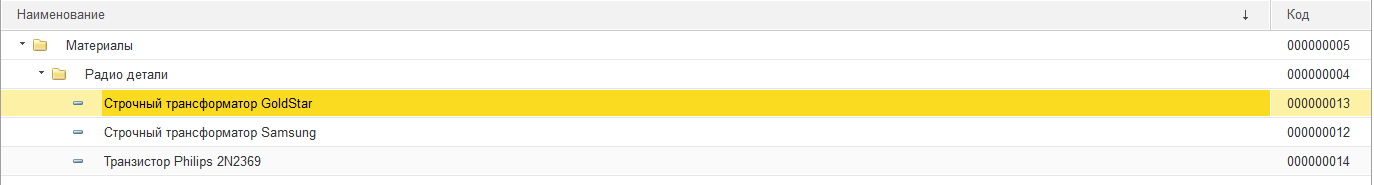 Наименование ↓ Код
Материалы 000000005
Радио детали 000000004
Строчный трансформатор GoldStar 000000013
Строчный трансформатор Samsung 000000012
Транзистор Philips 2N2369 000000014